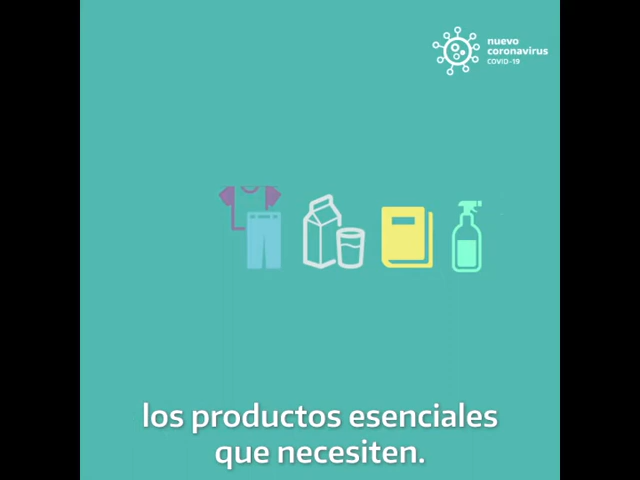 nuevo
coronavirus
COVID-19
los productos esenciales
que necesiten.